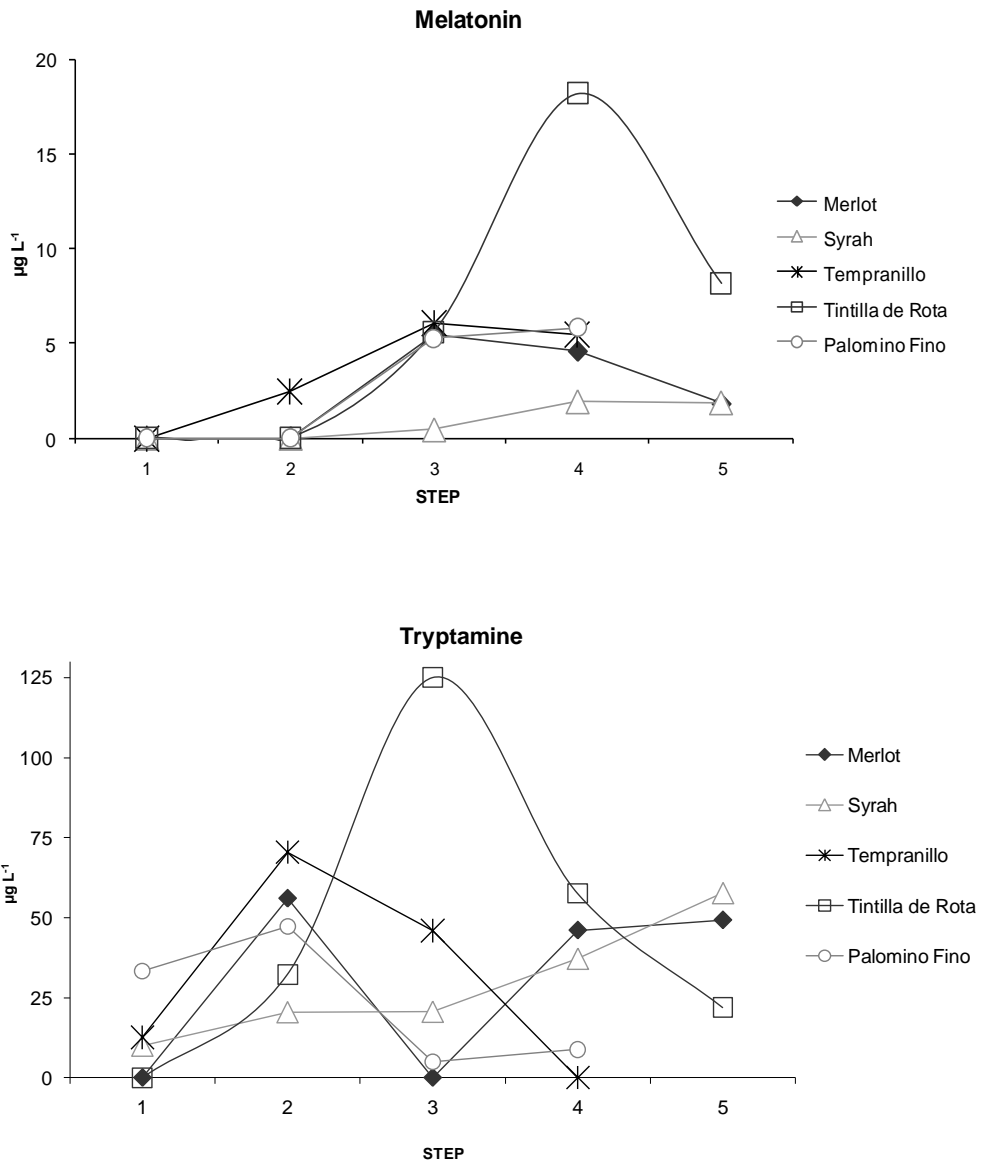 Melatonin
20
15
10
5
0
µg L-1
1 2 3 4 5
STEP
Merlot
Syrah
Tempranillo
Tintilla de Rota
Palomino Fino
Tryptamine
125
100
75
50
25
0
µg L-1
1 2 3 4 5
STEP
Merlot
Syrah
Tempranillo
Tintilla de Rota
Palomino Fino